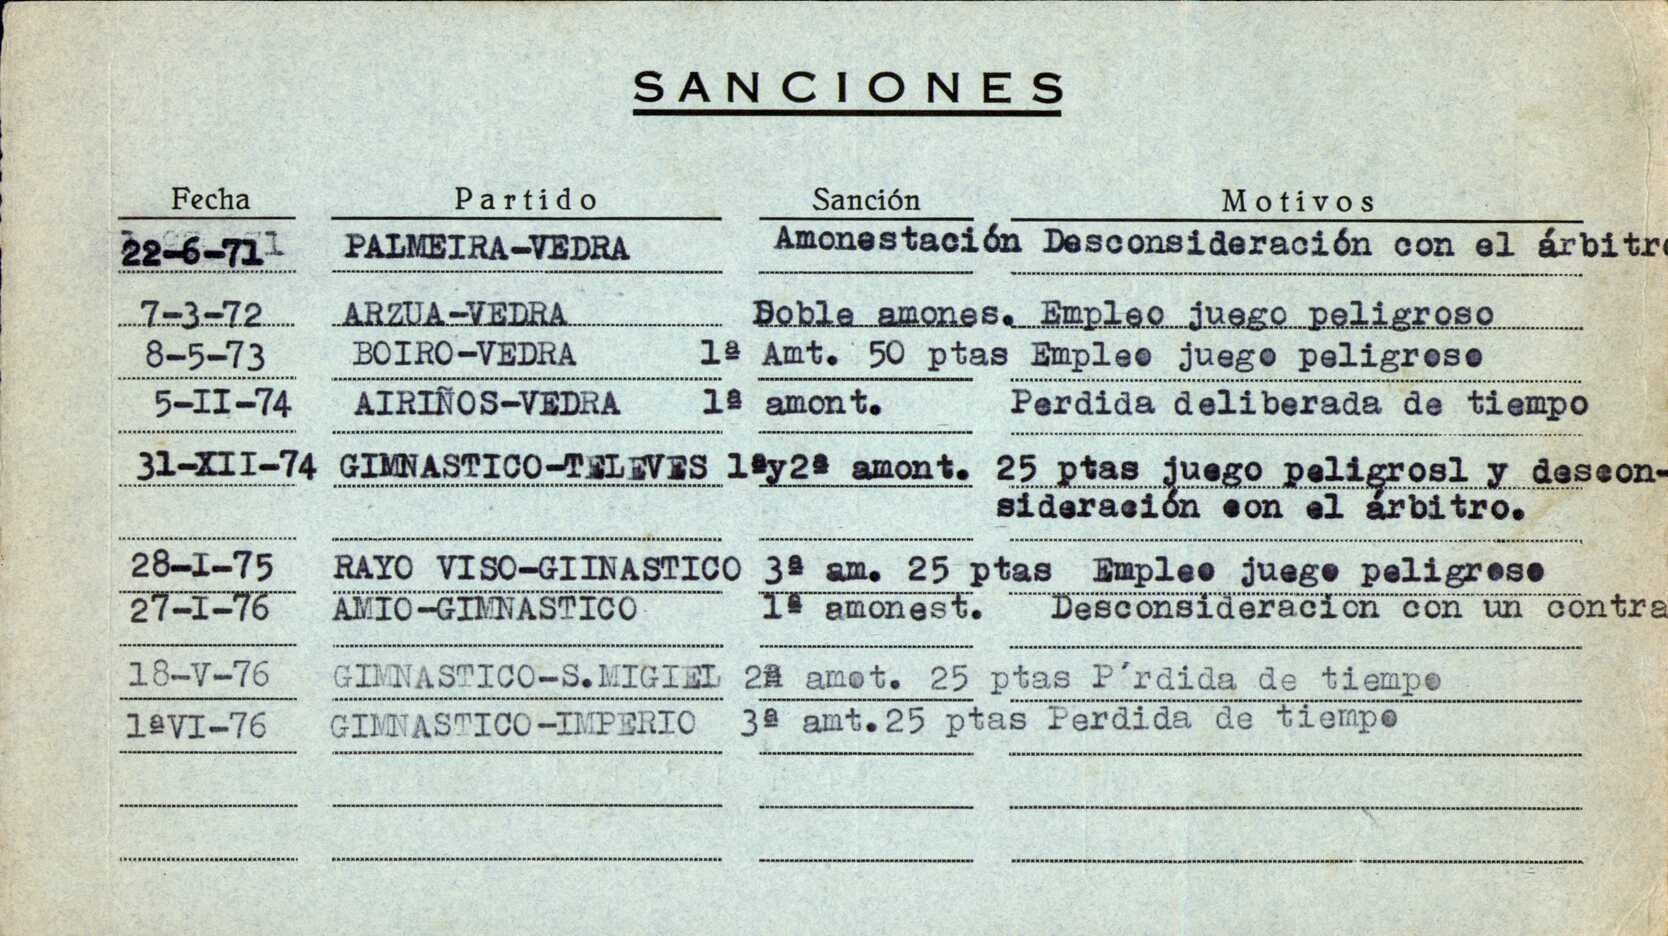 SANCIONES
Fecha Partido Sanción Motivos
22-6-71 PALMEIRA-VEDRA Amonestación Desconsideración con el árbitro
7-3-72 ARZUA-VEDRA Doble amones. Empleo juego peligroso
8-5-73 BOIRO-VEDRA 1ª Amt. 50 ptas Empleo juego peligroso
5-II-74 AIRIÑOS-VEDRA 1ª amont. Perdida deliberada de tiempo
31-XII-74 GIMNASTICO-TELEVES 1ªy2ª amont. 25 ptas juego peligrosl y descon-
sideración con el árbitro.
28-I-75 RAYO VISO-GIINASTICO 3ª am. 25 ptas Empleo juego peligroso
27-I-76 AMIO-GIMNASTICO 1ª amonest. Desconsideracion con un contra
18-V-76 GIMNASTICO-S.MIGIEL 2ª amot. 25 ptas P´rdida de tiempo
1ªVI-76 GIMNASTICO-IMPERIO 3ª amt.25 ptas Perdida de tiempo